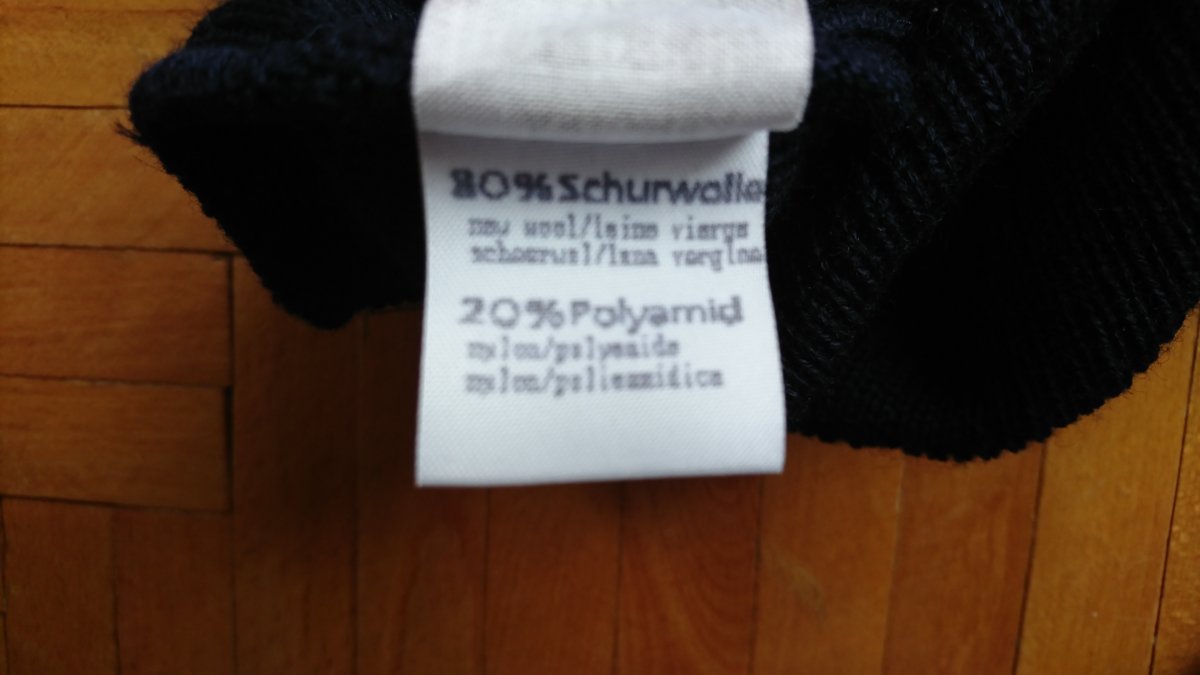 80%Schurwolle
new wool/laine vierge
scheerwol/lana vergine
20%Polyamid
nylon/polyamide
nylon/poliammidica